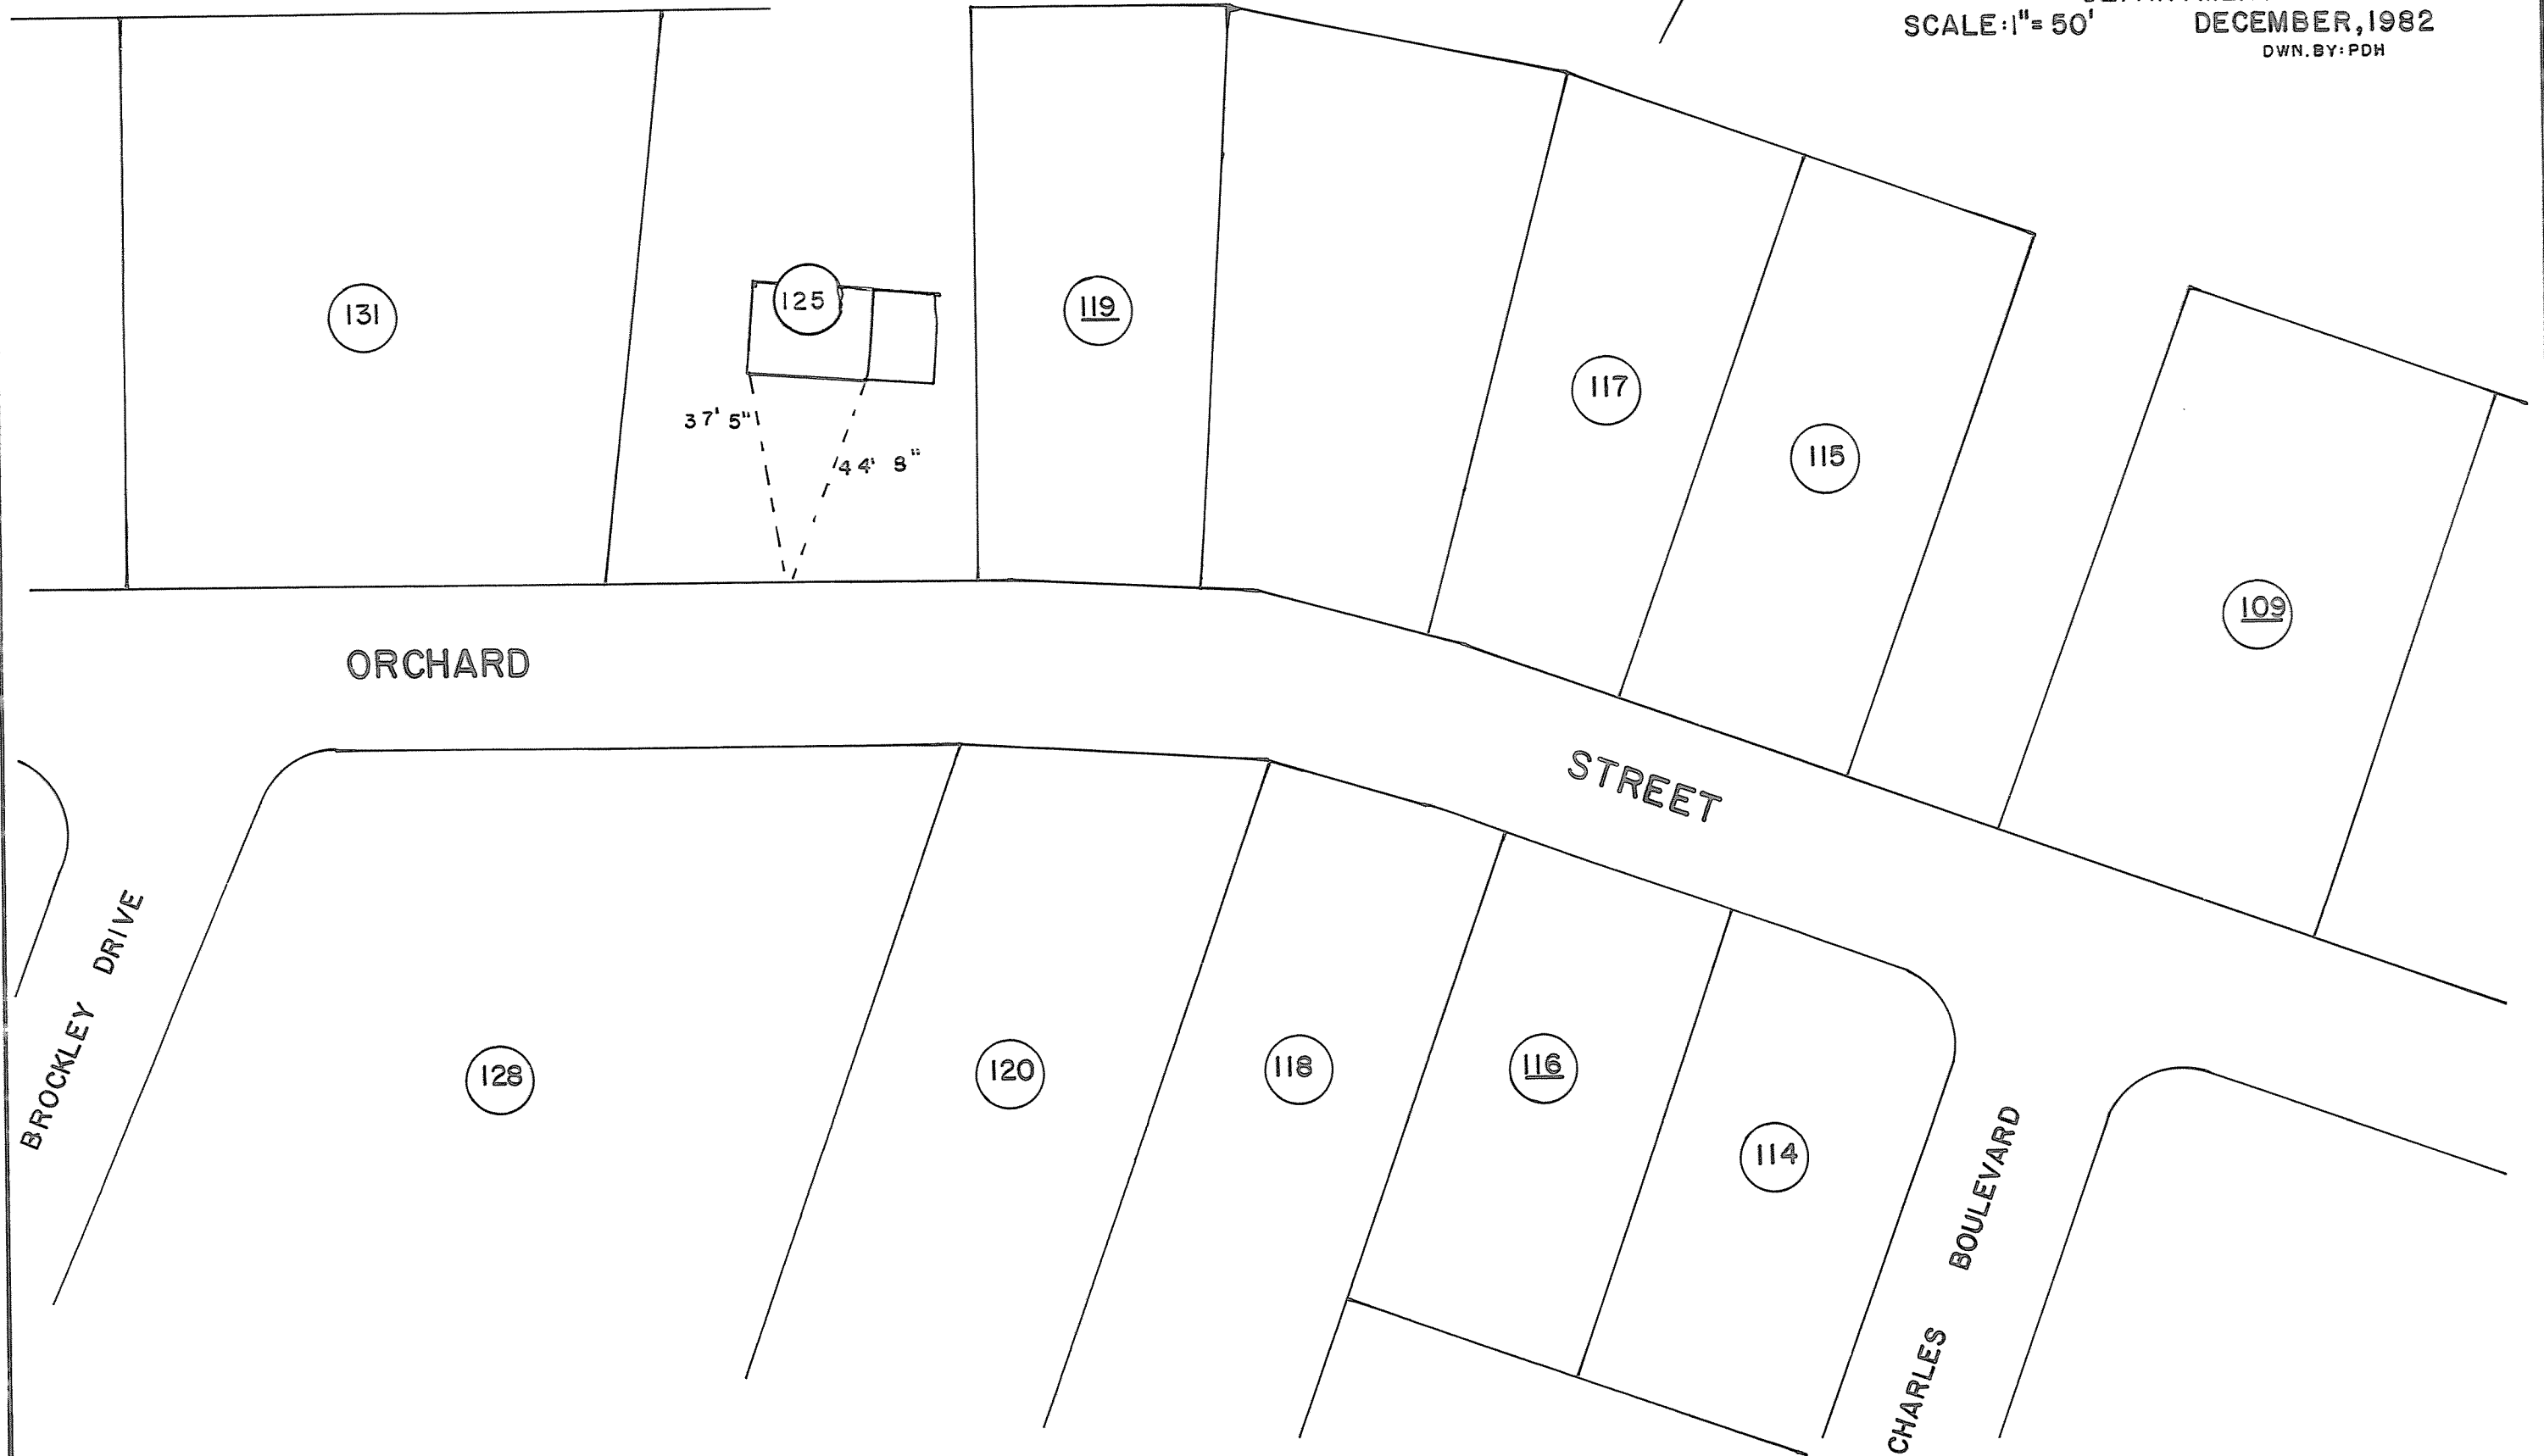 SCALE:1"= 50' DECEMBER, 1982
DWN. BY: PDH
131
125
119
117
115
109
37' 5"
44' 8"
ORCHARD
STREET
BROCKLEY DRIVE
128
120
118
116
114
CHARLES BOULEVARD